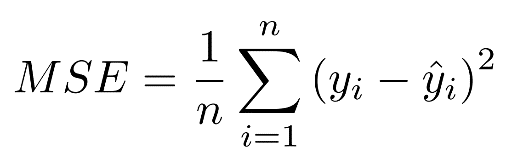 MSE = \frac{1}{n} \sum_{i=1}^{n} (y_i - \hat{y}_i)^2